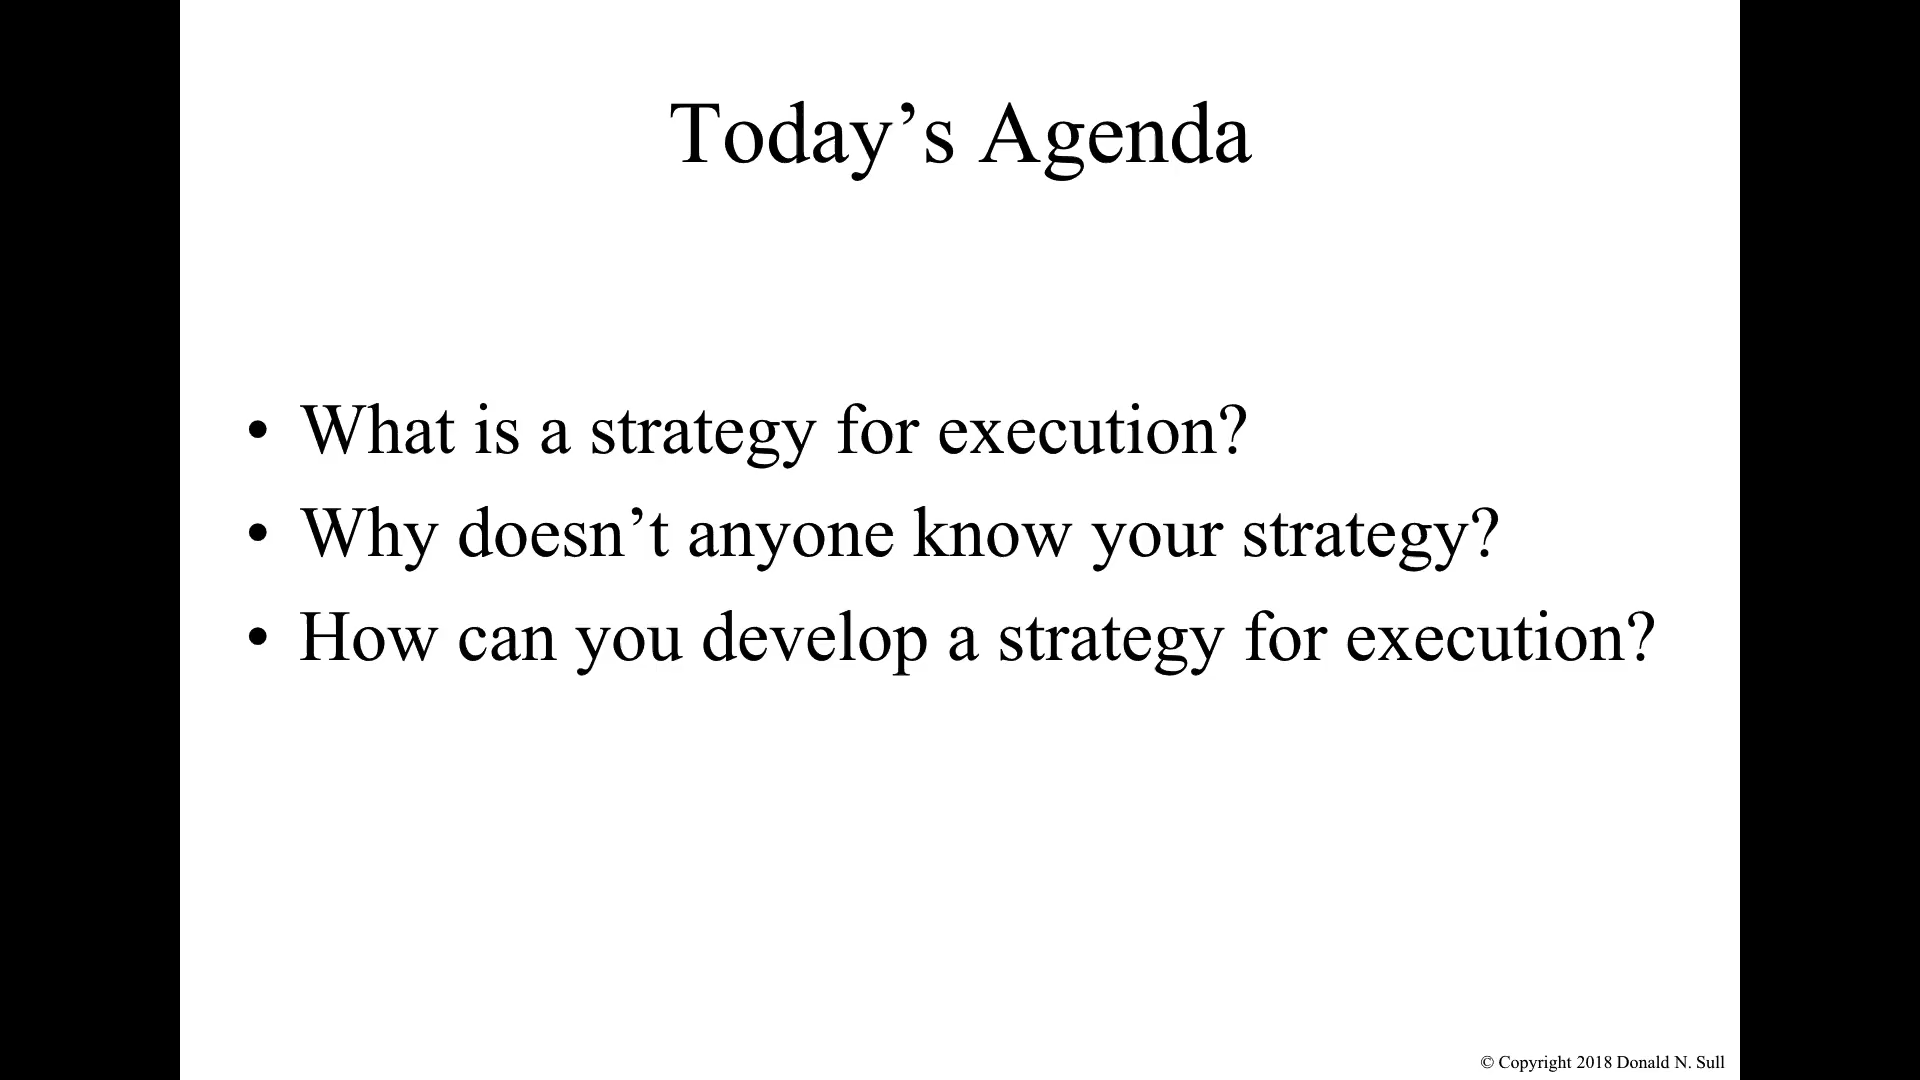 Today’s Agenda
• What is a strategy for execution?
• Why doesn’t anyone know your strategy?
• How can you develop a strategy for execution?
© Copyright 2018 Donald N. Sull